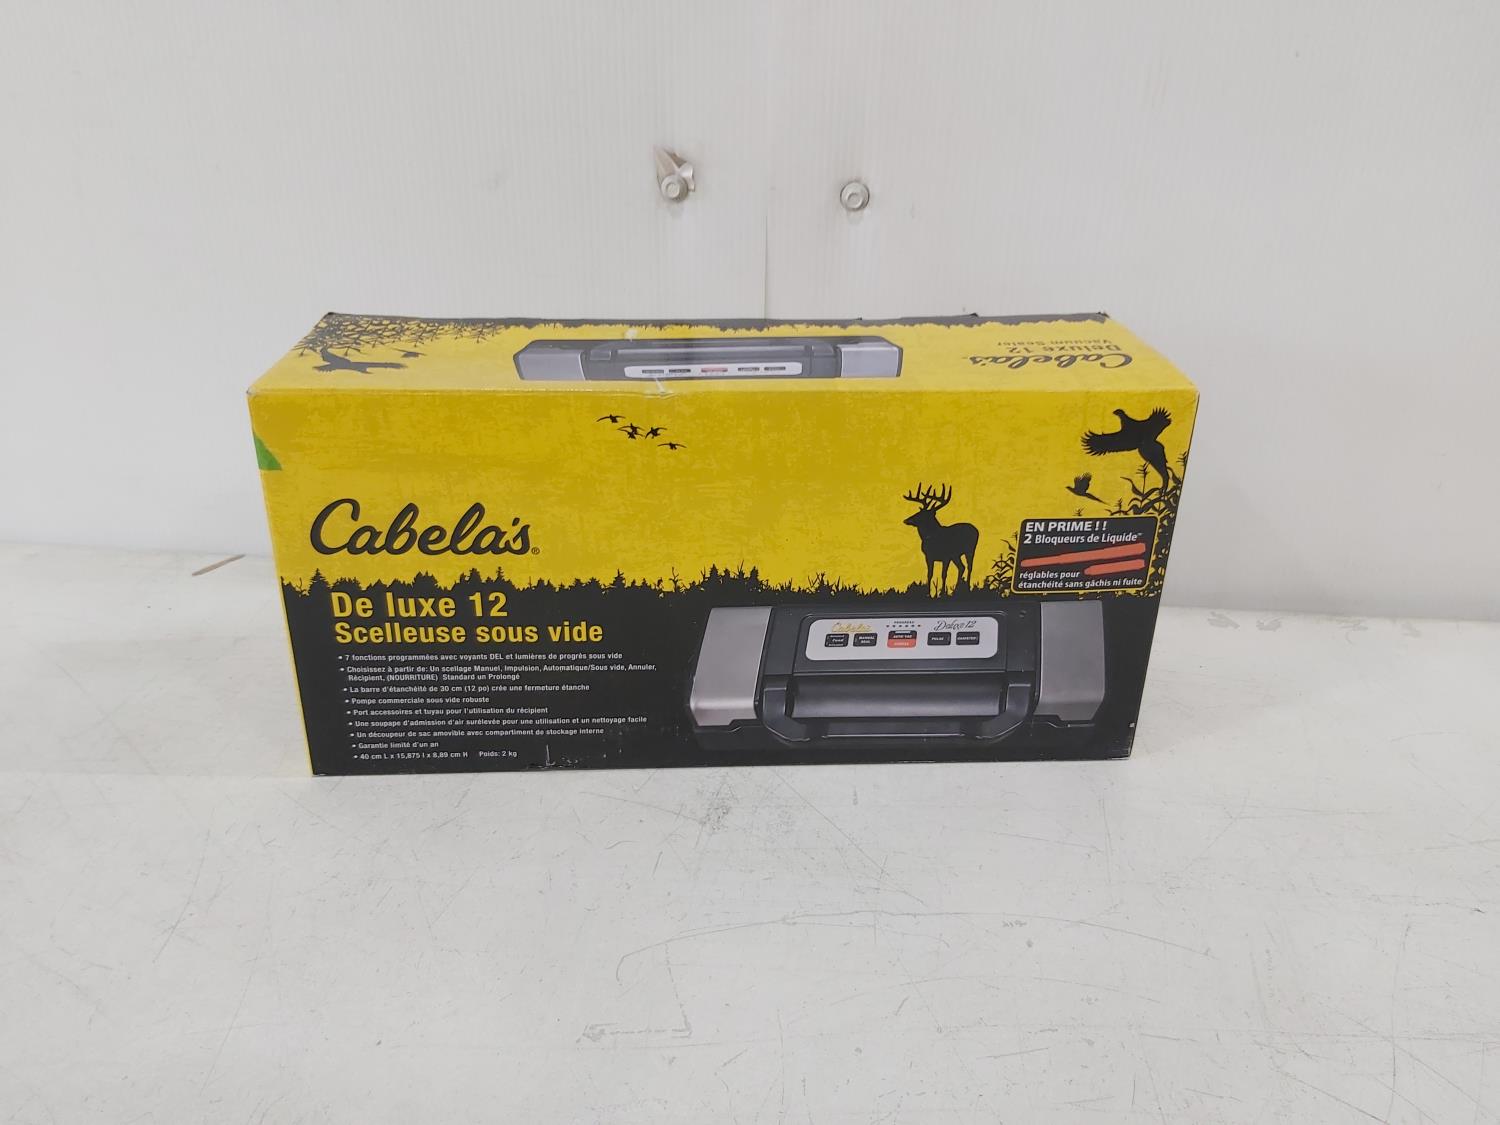 Cabela's
Deluxe 12
Vacuum Sealer
Cabela's®
De luxe 12
Scelleuse sous vide
• 7 fonctions programmées avec voyants DEL et lumières de progrès sous vide
• Choisissez à partir de: Un scellage Manuel, Impulsion, Automatique/Sous vide, Annuler,
Récipient, (NOURRITURE) Standard un Prolongé
• La barre d'étanchéité de 30 cm (12 po) crée une fermeture étanche
• Pompe commerciale sous vide robuste
• Port accessoires et tuyau pour l'utilisation du récipient
• Une soupape d'admission d'air surélevée pour une utilisation et un nettoyage facile
• Un découpeur de sac amovible avec compartiment de stockage interne
• Garantie limité d'un an
• 40 cm L x 15,875 l x 8,89 cm H Poids: 2 kg
EN PRIME!!
2 Bloqueurs de Liquide™
réglables pour
étanchéité sans gâchis ni fuite
Cabela's
PROGRESS
Deluxe 12
Food
MANUAL
SEAL
AUTO VAC
CANCEL
PULSE
CANISTER